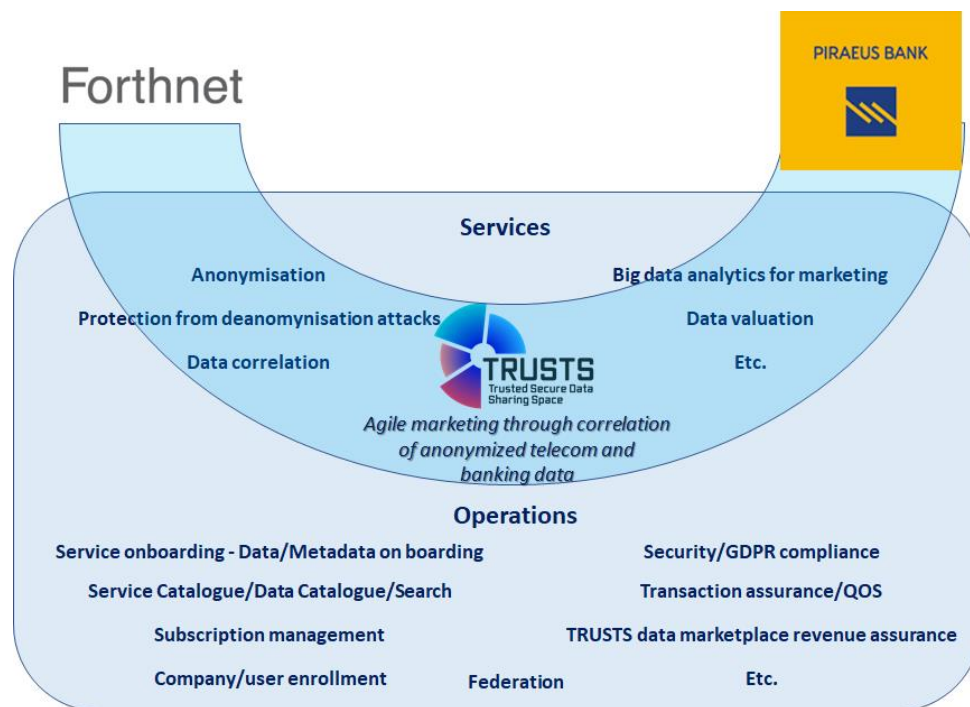 Forthnet
PIRAEUS BANK
Services
Anonymisation
Big data analytics for marketing
Protection from deanomynisation attacks
Data valuation
Data correlation
Etc.
TRUSTS
Trusted Secure Data
Sharing Space
Agile marketing through correlation
of anonymized telecom and
banking data
Operations
Service onboarding - Data/Metadata on boarding
Security/GDPR compliance
Service Catalogue/Data Catalogue/Search
Transaction assurance/QOS
Subscription management
TRUSTS data marketplace revenue assurance
Company/user enrollment
Federation
Etc.